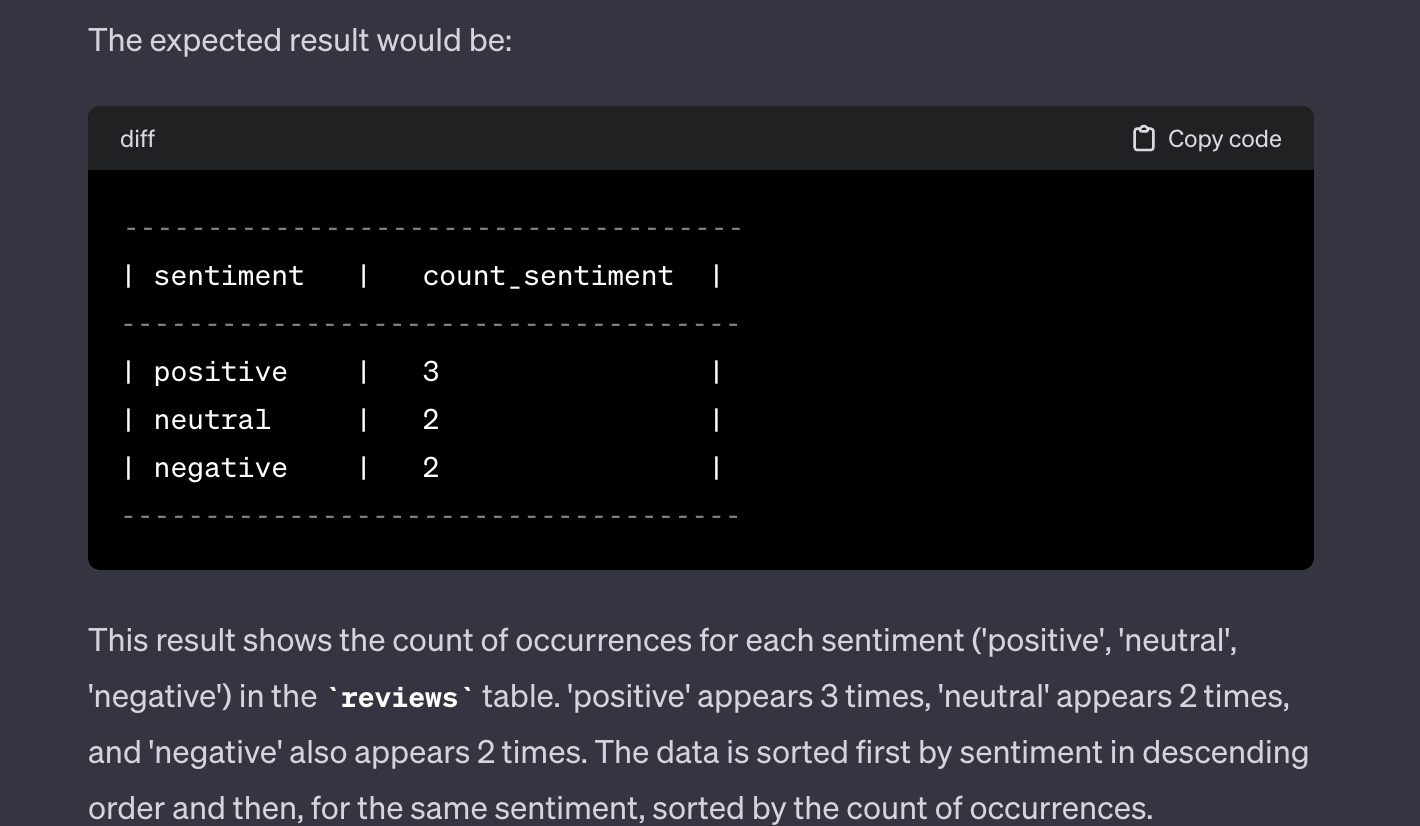 The expected result would be:
diff
Copy code
-------------------------------------
| sentiment   |   count_sentiment  |
-------------------------------------
| positive    |   3                |
| neutral     |   2                |
| negative    |   2                |
-------------------------------------
This result shows the count of occurrences for each sentiment ('positive', 'neutral',
'negative') in the `reviews` table. 'positive' appears 3 times, 'neutral' appears 2 times,
and 'negative' also appears 2 times. The data is sorted first by sentiment in descending
order and then, for the same sentiment, sorted by the count of occurrences.